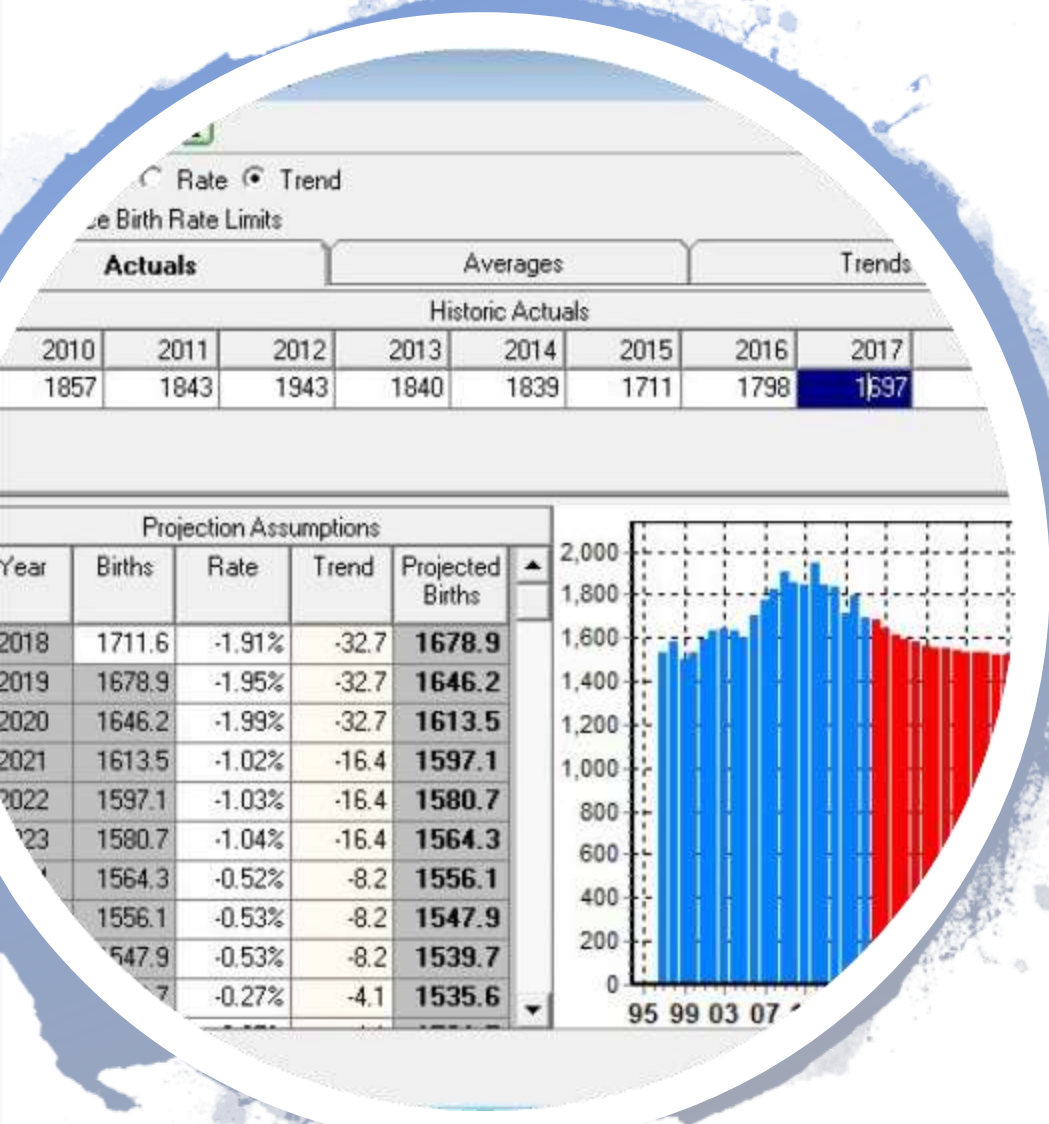 Rate Trend
Birth Rate Limits
Actuals Averages Trends
Historic Actuals
2010 2011 2012 2013 2014 2015 2016 2017
1857 1843 1943 1840 1839 1711 1798 1697
Projection Assumptions
Year Births Rate Trend Projected Births
2018 1711.6 -1.91% -32.7 1678.9
2019 1678.9 -1.95% -32.7 1646.2
2020 1646.2 -1.99% -32.7 1613.5
2021 1613.5 -1.02% -16.4 1597.1
2022 1597.1 -1.03% -16.4 1580.7
23 1580.7 -1.04% -16.4 1564.3
1564.3 -0.52% -8.2 1556.1
1556.1 -0.53% -8.2 1547.9
547.9 -0.53% -8.2 1539.7
-0.27% -4.1 1535.6
2,000
1,800
1,600
1,400
1,200
1,000
800
600
400
200
0
95 99 03 07